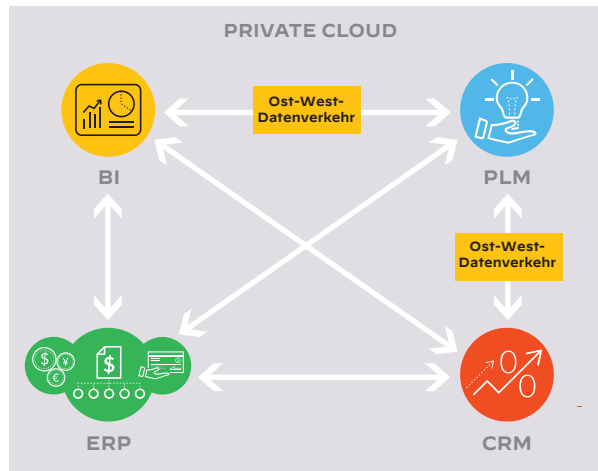 PRIVATE CLOUD
Ost-West-
Datenverkehr
BI
PLM
Ost-West-
Datenverkehr
$
¥
€
$
ERP
CRM